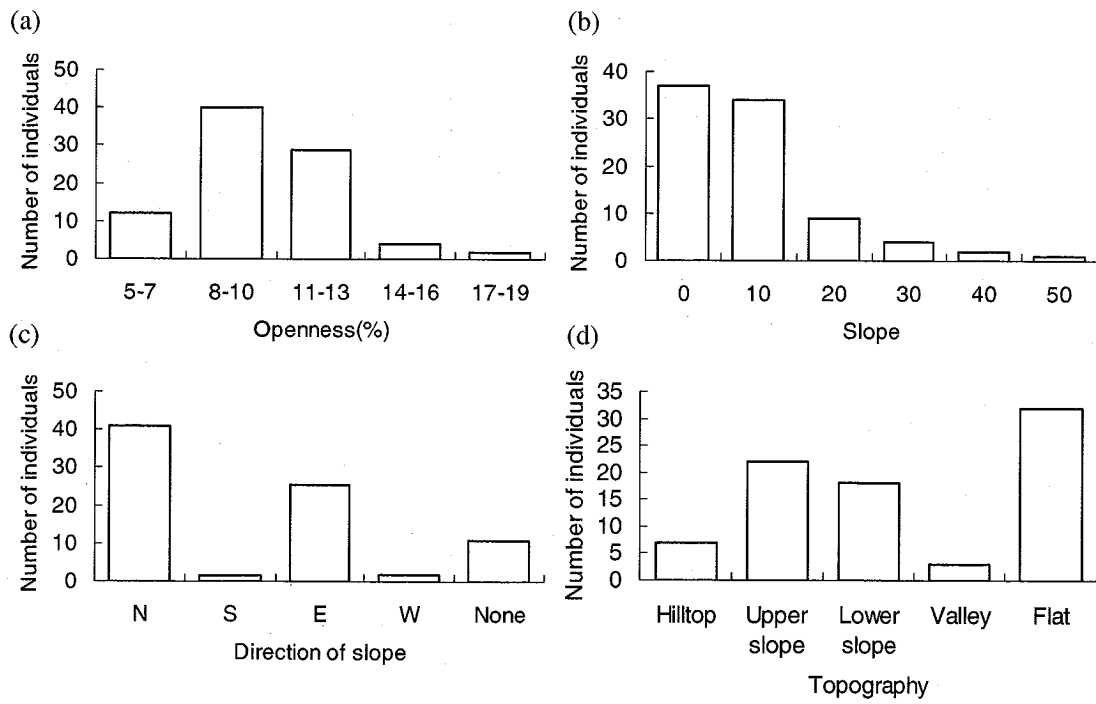 (a)
Number of individuals
50
40
30
20
10
0
5-7 8-10 11-13 14-16 17-19
Openness(%)
(b)
Number of individuals
40
30
20
10
0
0 10 20 30 40 50
Slope
(c)
Number of individuals
50
40
30
20
10
0
N S E W None
Direction of slope
(d)
Number of individuals
35
30
25
20
15
10
5
0
Hilltop Upper Lower Valley Flat
slope slope
Topography